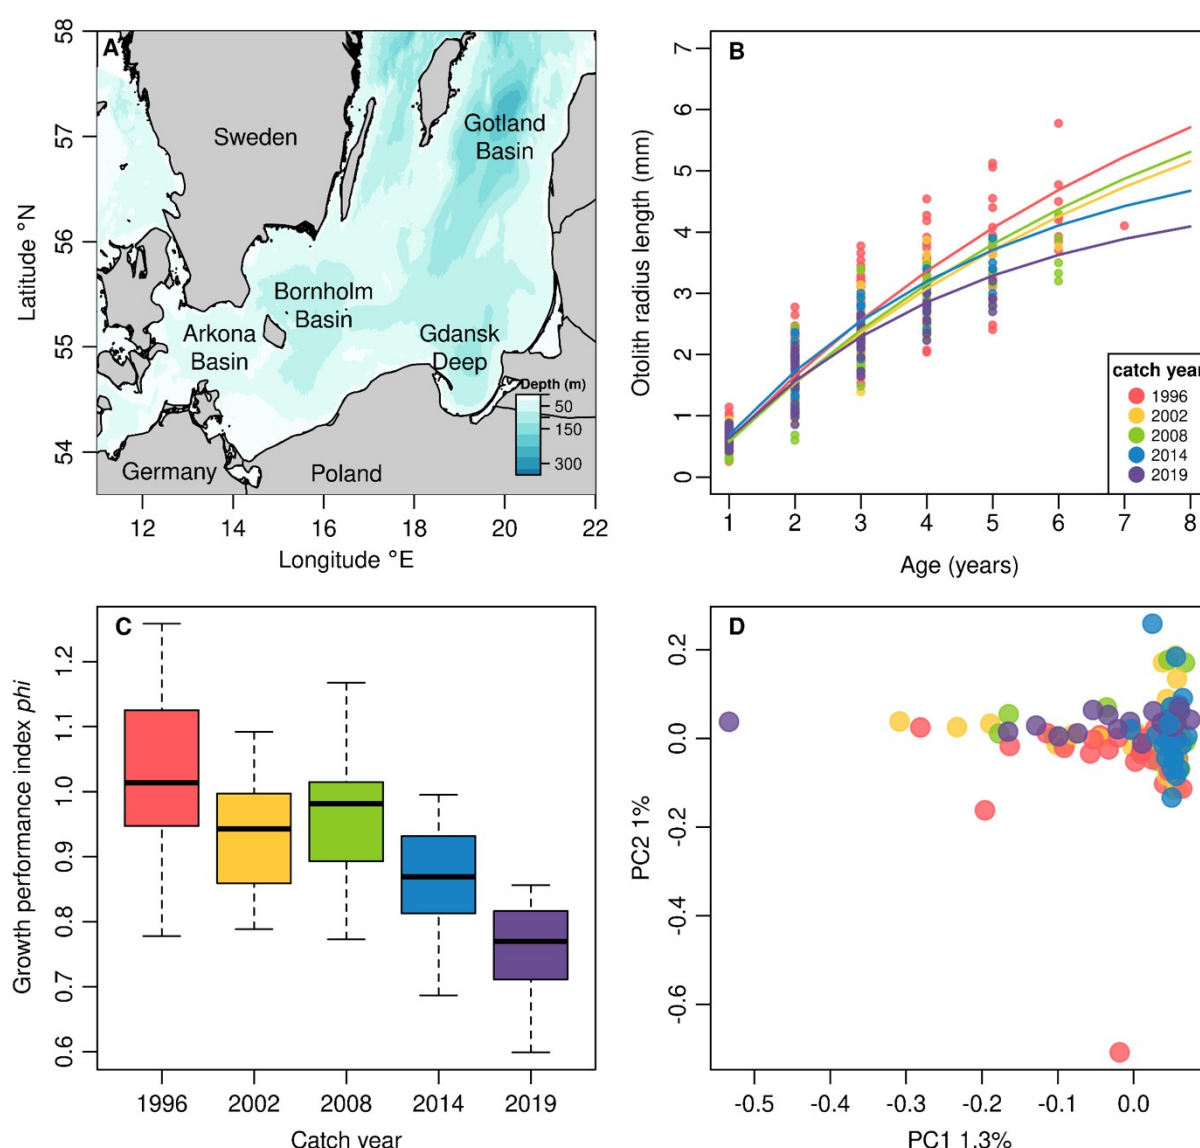 A
58
57
56
55
54
Latitude °N
Sweden
Gotland
Basin
Bornholm
Basin
Arkona
Basin
Gdansk
Deep
Germany
Poland
Depth (m)
50
150
300
12 14 16 18 20 22
Longitude °E
B
7
6
5
4
3
2
1
0
Otolith radius length (mm)
catch year
1996
2002
2008
2014
2019
1 2 3 4 5 6 7 8
Age (years)
C
1.2
1.1
1.0
0.9
0.8
0.7
0.6
Growth performance index phi
1996 2002 2008 2014 2019
Catch year
D
0.2
0.0
-0.2
-0.4
-0.6
PC2 1%
-0.5 -0.4 -0.3 -0.2 -0.1 0.0
PC1 1.3%